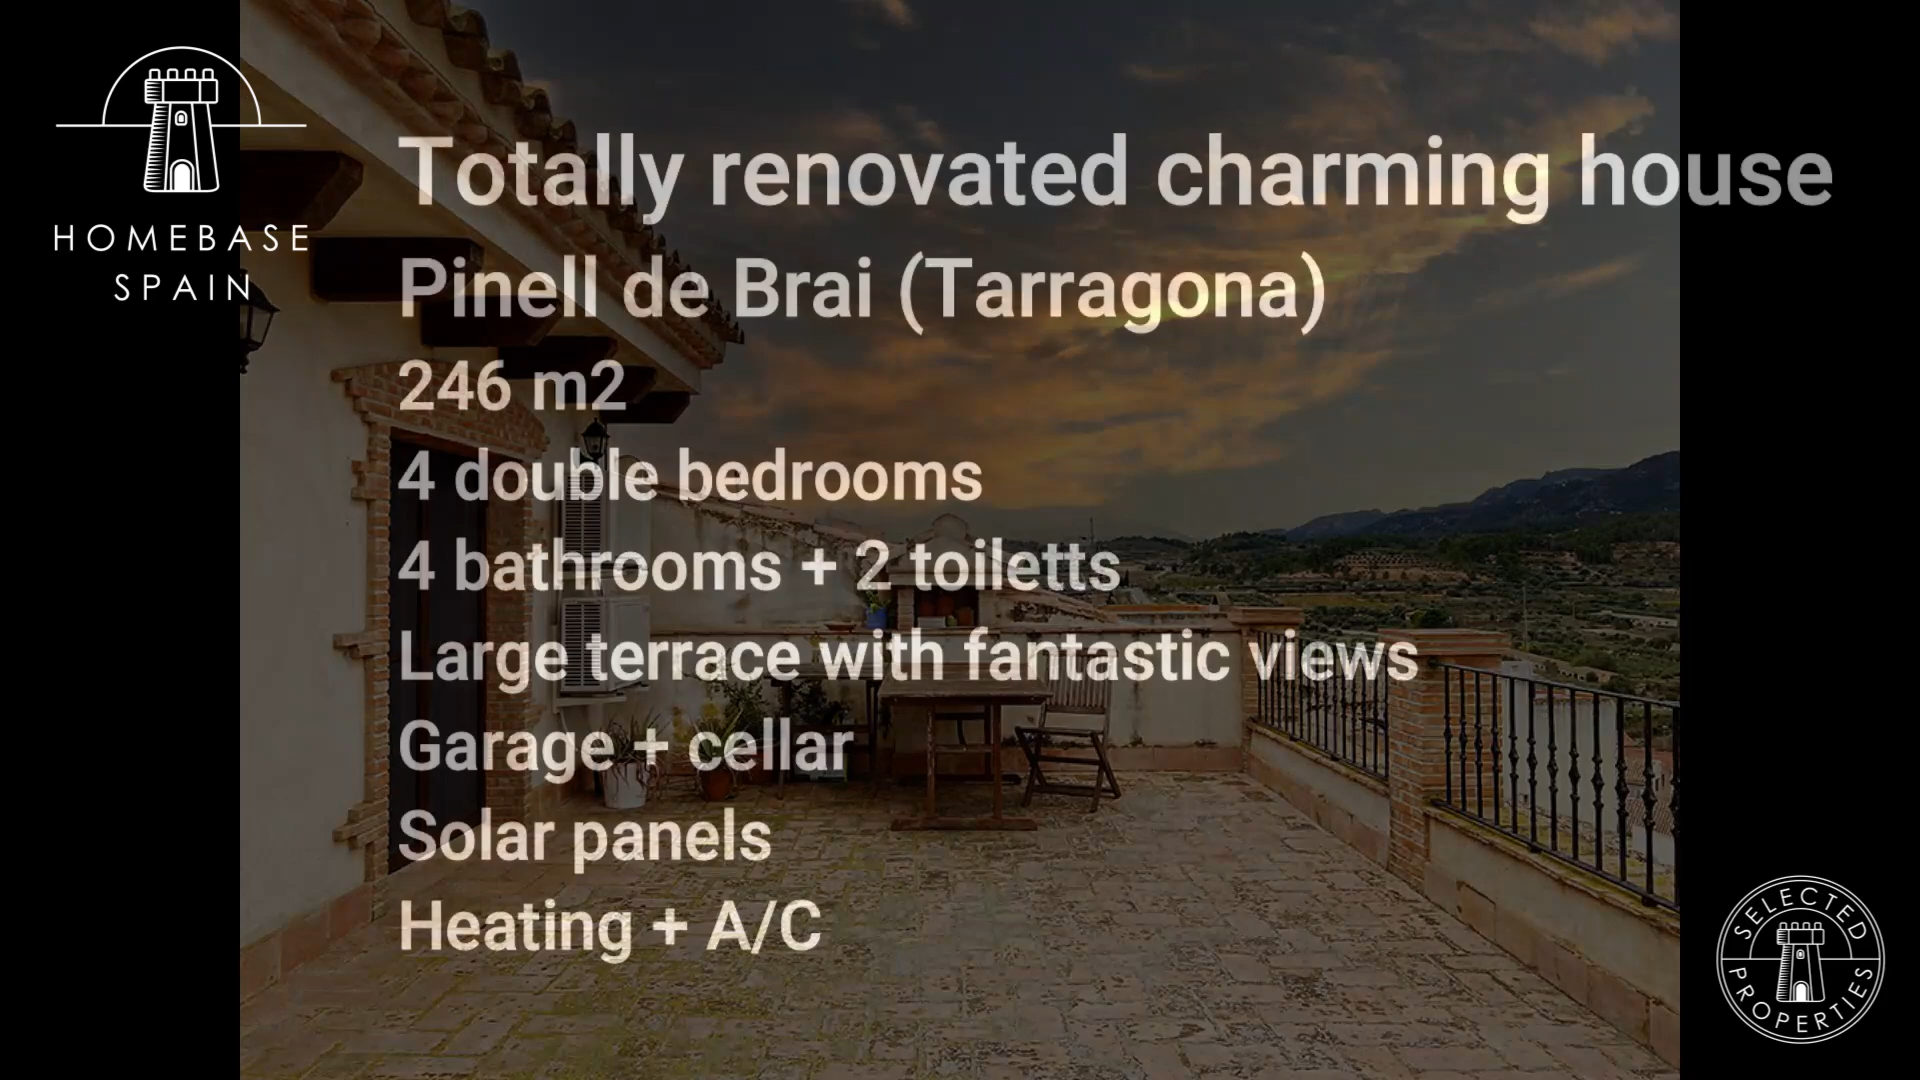 HOMEBASE
SPAIN
Totally renovated charming house
Pinell de Brai (Tarragona)
246 m2
4 double bedrooms
4 bathrooms + 2 toiletts
Large terrace with fantastic views
Garage + cellar
Solar panels
Heating + A/C
SELECTED
PROPERTIES